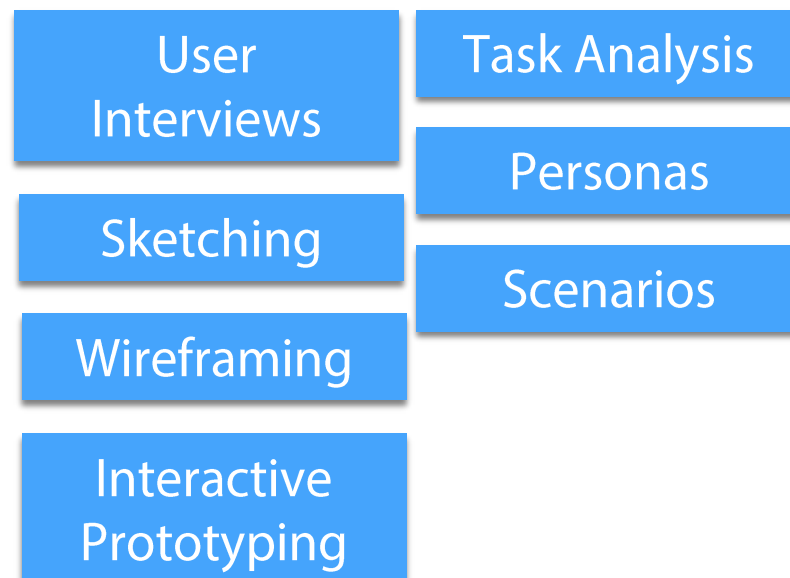 User
Interviews
Sketching
Wireframing
Interactive
Prototyping
Task Analysis
Personas
Scenarios